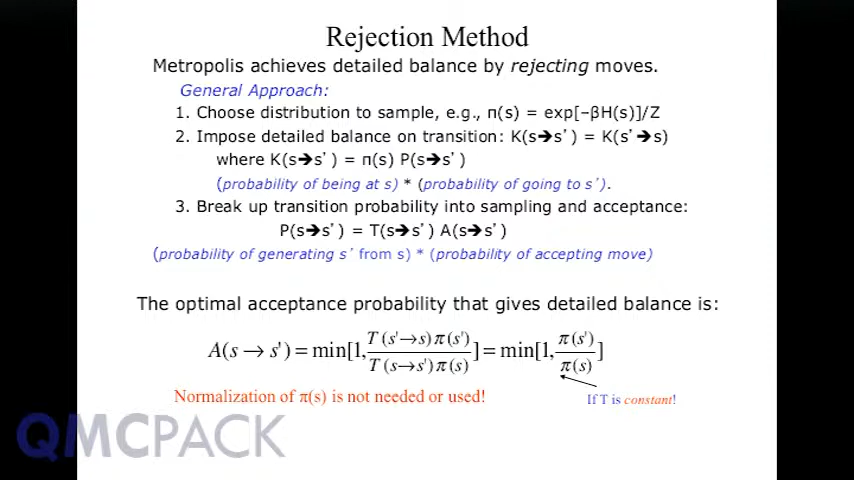 Rejection Method
Metropolis achieves detailed balance by rejecting moves.
General Approach:
1. Choose distribution to sample, e.g., π(s) = exp[–βH(s)]/Z
2. Impose detailed balance on transition: K(s➔s') = K(s'➔s)
where K(s➔s') = π(s) P(s➔s')
(probability of being at s) * (probability of going to s').
3. Break up transition probability into sampling and acceptance:
P(s➔s') = T(s➔s') A(s➔s')
(probability of generating s' from s) * (probability of accepting move)
The optimal acceptance probability that gives detailed balance is:
A(s → s') = min[1, T(s'→s)π(s') / T(s→s')π(s) ] = min[1, π(s') / π(s) ]
Normalization of π(s) is not needed or used!
If T is constant!
QMCPACK